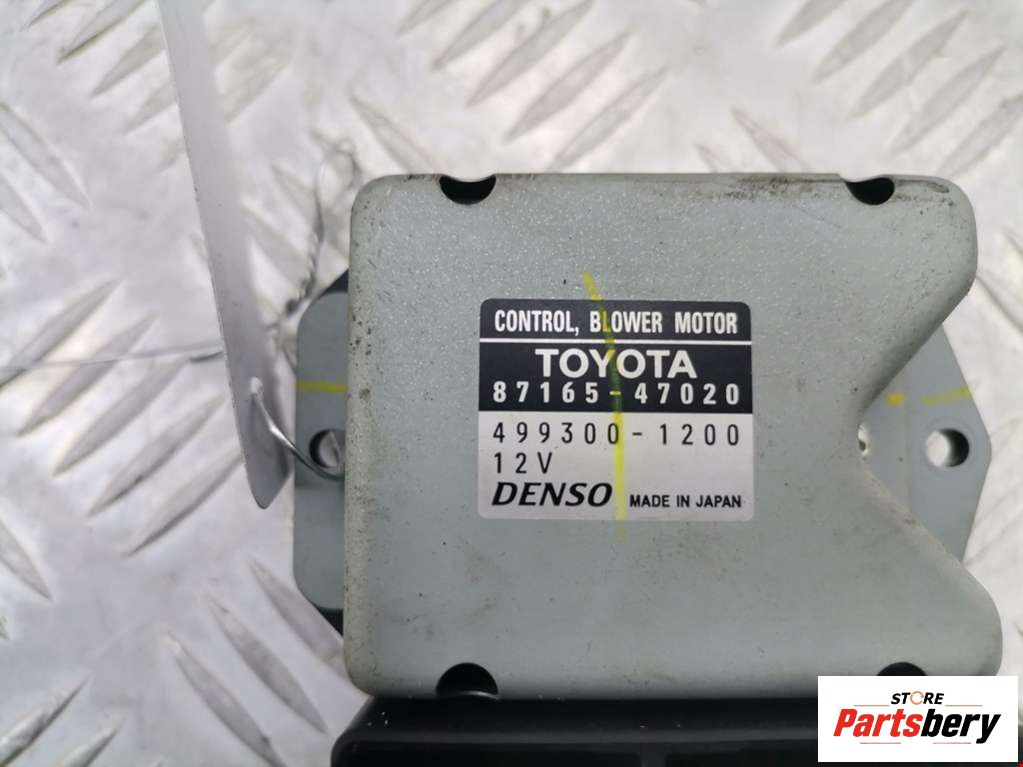 CONTROL, BLOWER MOTOR
TOYOTA
87165-47020
499300-1200
12V
DENSO MADE IN JAPAN
STORE
Partsbery